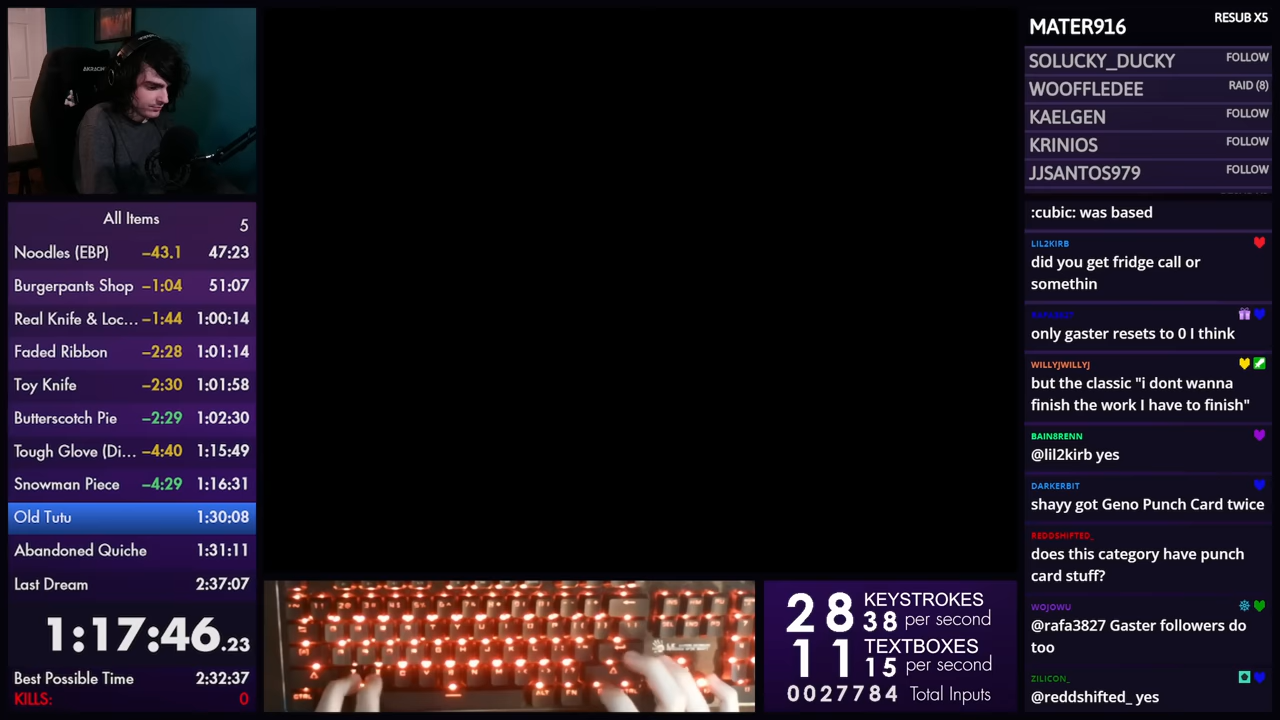 All Items
5
Noodles (EBP) −43.1 47:23
Burgerpants Shop −1:04 51:07
Real Knife & Loc... −1:44 1:00:14
Faded Ribbon −2:28 1:01:14
Toy Knife −2:30 1:01:58
Butterscotch Pie −2:29 1:02:30
Tough Glove (Di... −4:40 1:15:49
Snowman Piece −4:29 1:16:31
Old Tutu 1:30:08
Abandoned Quiche 1:31:11
Last Dream 2:37:07
1:17:46.23
Best Possible Time 2:32:37
KILLS: 0
28 KEYSTROKES
38 per second
11 TEXTBOXES
15 per second
0027784 Total Inputs
MATER916 RESUB X5
SOLUCKY_DUCKY FOLLOW
WOOFFLEDEE RAID (8)
KAELGEN FOLLOW
KRINIOS FOLLOW
JJSANTOS979 FOLLOW
:cubic: was based
LIL2KIRB
did you get fridge call or
somethin
RAFA3827
only gaster resets to 0 I think
WILLYJWILLYJ
but the classic "i dont wanna
finish the work I have to finish"
BAIN8RENN
@lil2kirb yes
DARKERBIT
shayy got Geno Punch Card twice
REDDSHIFTED_
does this category have punch
card stuff?
WOJOWU
@rafa3827 Gaster followers do
too
ZILICON_
@reddshifted_ yes